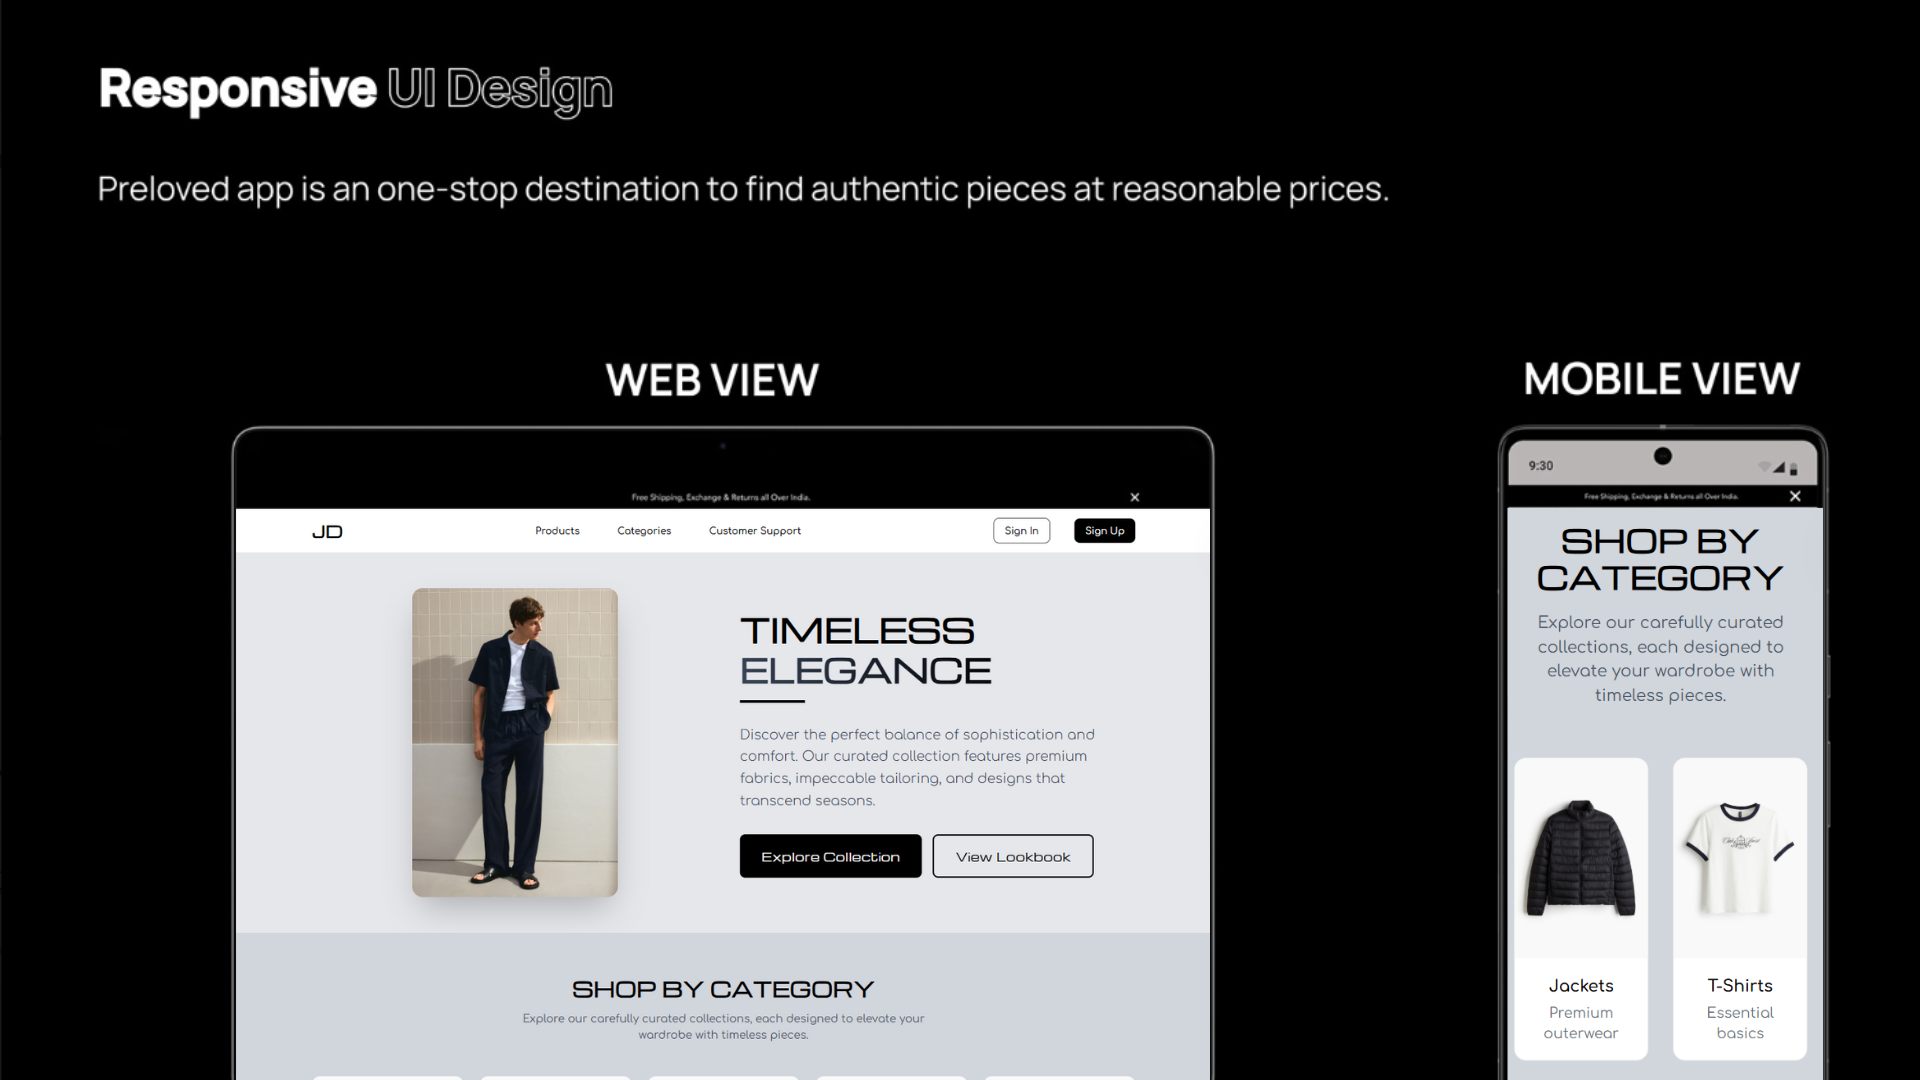 Responsive UI Design
Preloved app is an one-stop destination to find authentic pieces at reasonable prices.
WEB VIEW
Free Shipping, Exchange & Returns all Over India.
JD
Products
Categories
Customer Support
Sign In
Sign Up
TIMELESS
ELEGANCE
Discover the perfect balance of sophistication and
comfort. Our curated collection features premium
fabrics, impeccable tailoring, and designs that
transcend seasons.
Explore Collection
View Lookbook
SHOP BY CATEGORY
Explore our carefully curated collections, each designed to elevate your
wardrobe with timeless pieces.
MOBILE VIEW
9:30
Free Shipping, Exchange & Returns all Over India.
SHOP BY
CATEGORY
Explore our carefully curated
collections, each designed to
elevate your wardrobe with
timeless pieces.
Jackets
Premium
outerwear
T-Shirts
Essential
basics